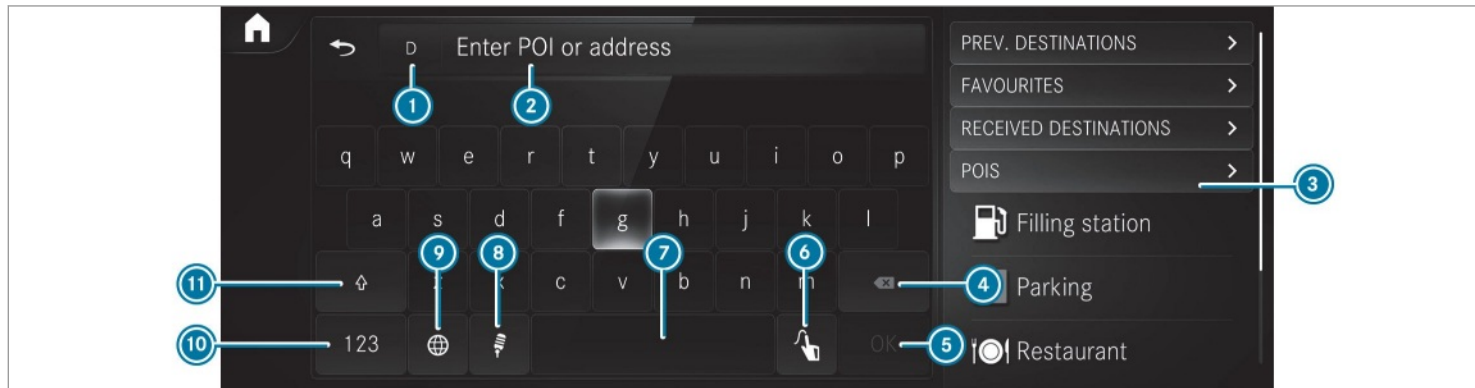 D Enter POI or address
1 2
q w e r t y u i o p
a s d f g h j k l
9 8 7 6
11 z x c v b n m 4
10 123 OK 5
PREV. DESTINATIONS
FAVOURITES
RECEIVED DESTINATIONS
POIS
3
Filling station
Parking
Restaurant